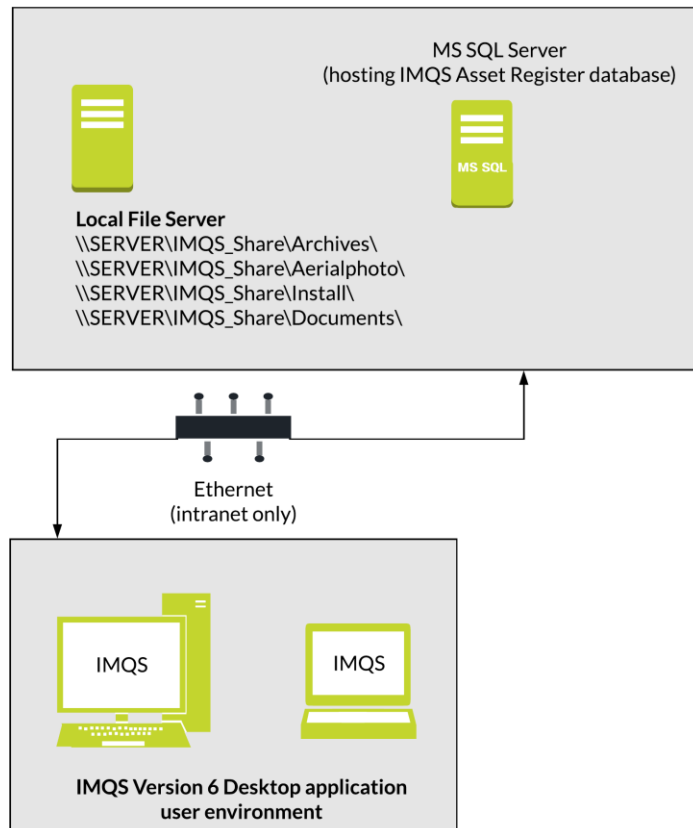 MS SQL Server
(hosting IMQS Asset Register database)
MS SQL
Local File Server
\\SERVER\IMQS_Share\Archives\
\\SERVER\IMQS_Share\Aerialphoto\
\\SERVER\IMQS_Share\Install\
\\SERVER\IMQS_Share\Documents\
Ethernet
(intranet only)
IMQS
IMQS
IMQS Version 6 Desktop application
user environment